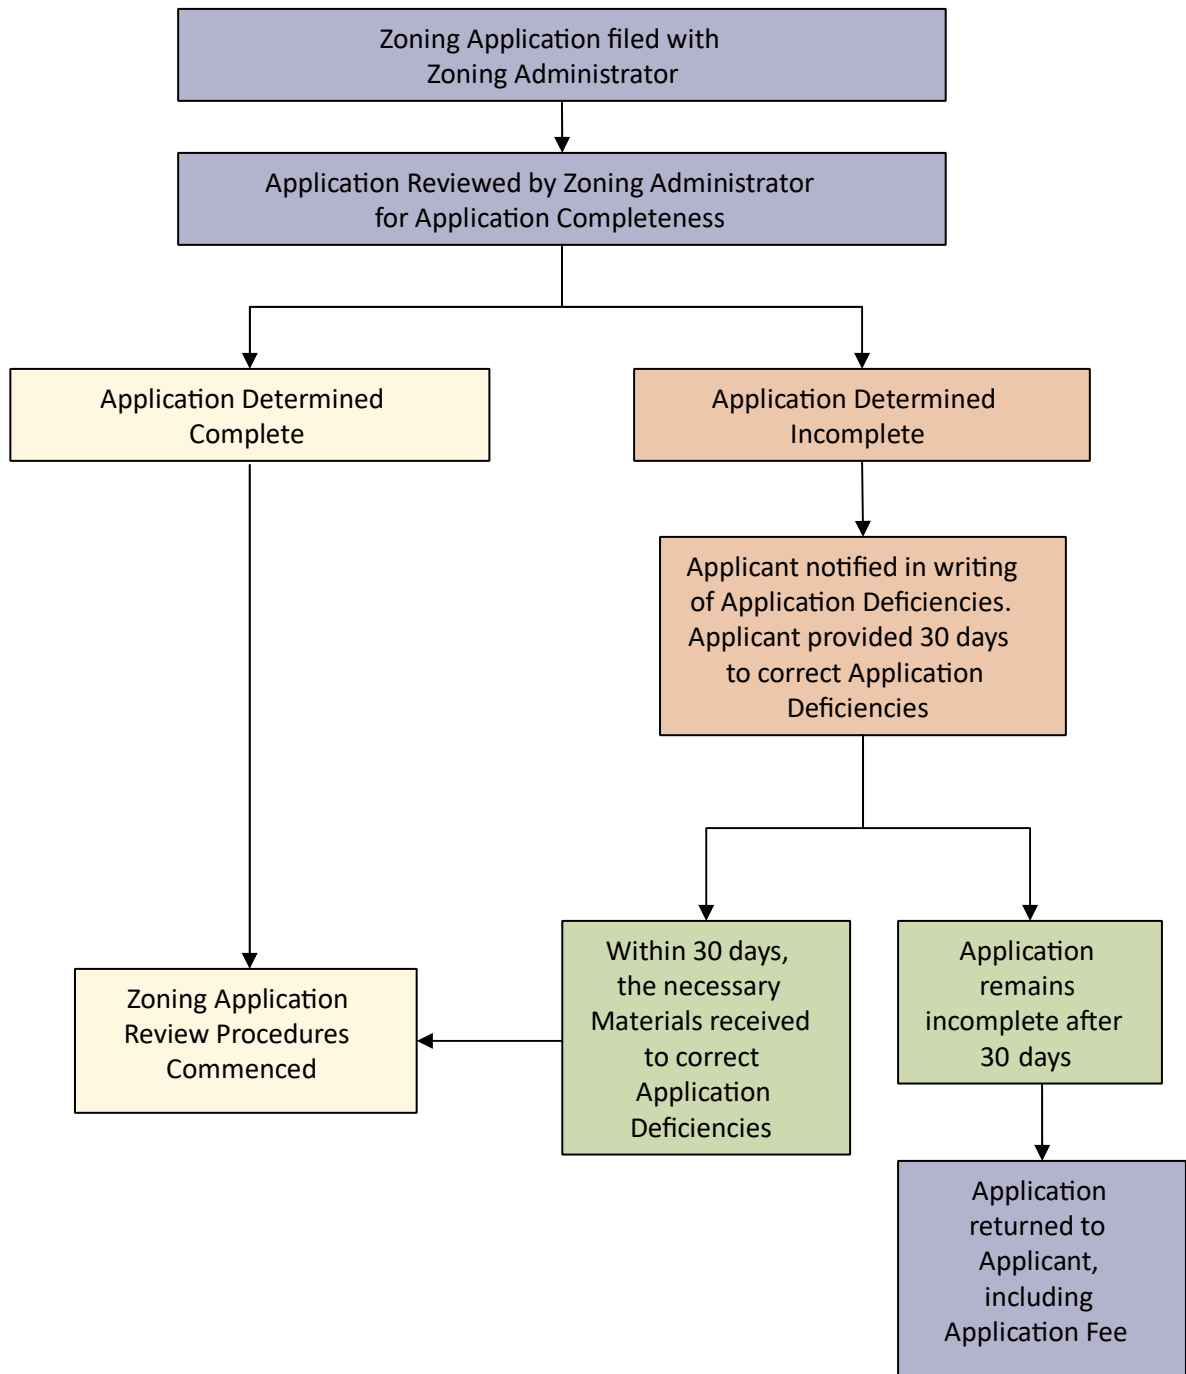 Zoning Application filed with
Zoning Administrator
Application Reviewed by Zoning Administrator
for Application Completeness
Application Determined
Complete
Application Determined
Incomplete
Applicant notified in writing
of Application Deficiencies.
Applicant provided 30 days
to correct Application
Deficiencies
Zoning Application
Review Procedures
Commenced
Within 30 days,
the necessary
Materials received
to correct
Application
Deficiencies
Application
remains
incomplete after
30 days
Application
returned to
Applicant,
including
Application Fee